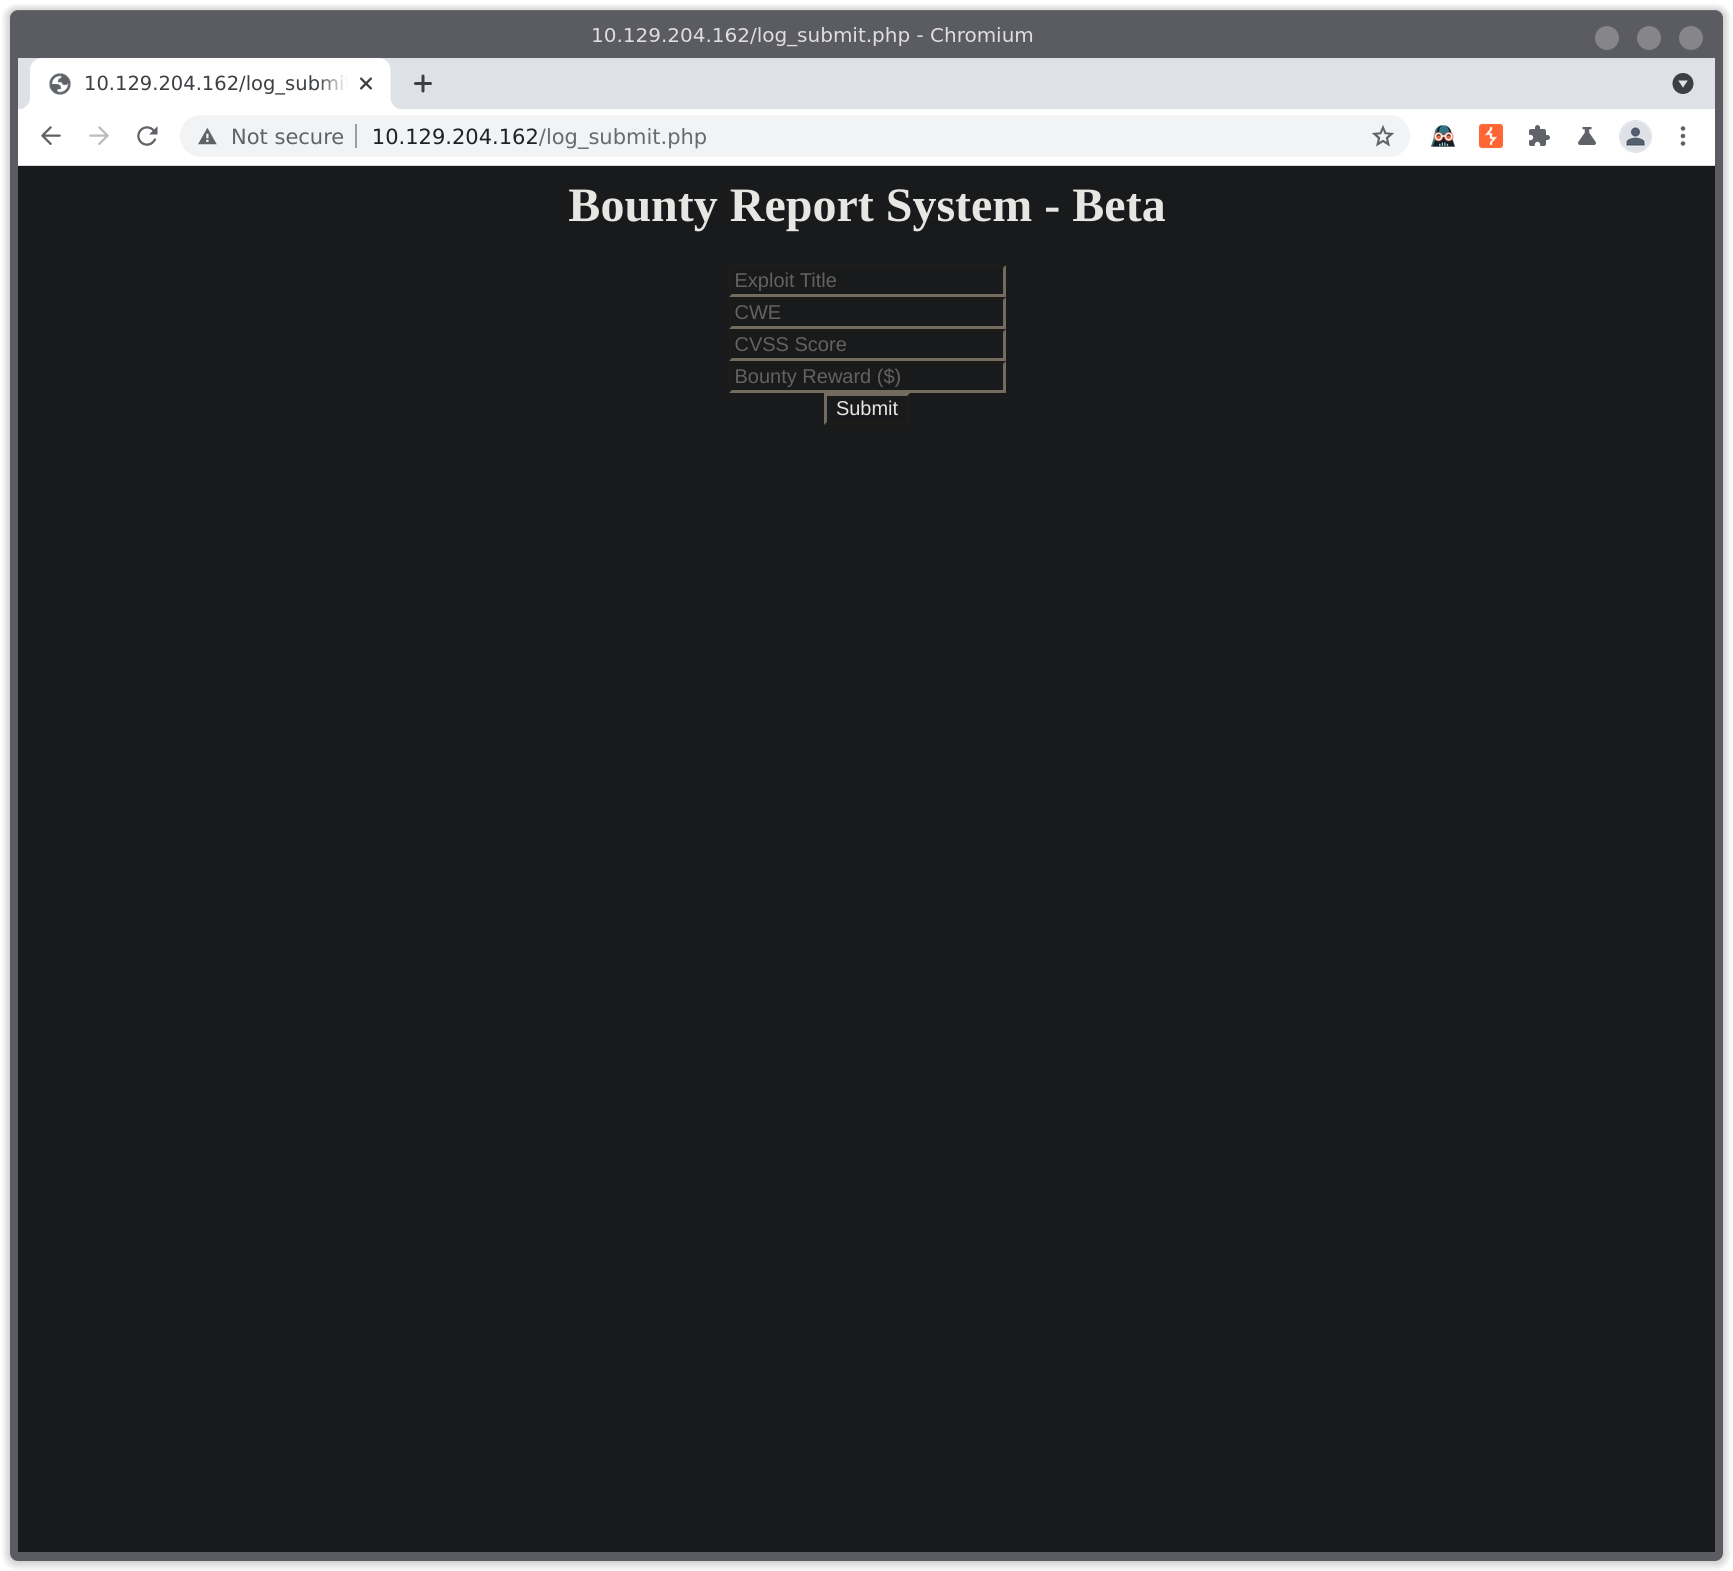 10.129.204.162/log_submit.php - Chromium
10.129.204.162/log_submi
Not secure 10.129.204.162/log_submit.php
Bounty Report System - Beta
Exploit Title
CWE
CVSS Score
Bounty Reward ($)
Submit